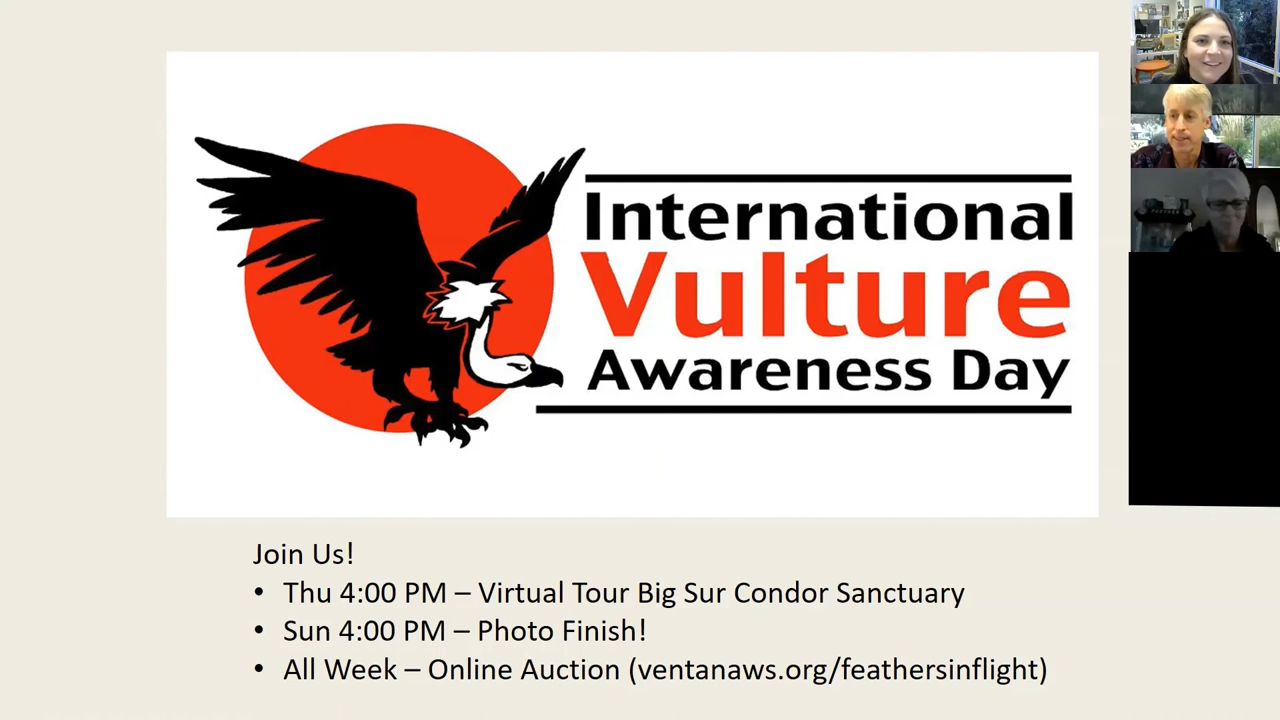 International
Vulture
Awareness Day
Join Us!
• Thu 4:00 PM – Virtual Tour Big Sur Condor Sanctuary
• Sun 4:00 PM – Photo Finish!
• All Week – Online Auction (ventanaws.org/feathersinflight)